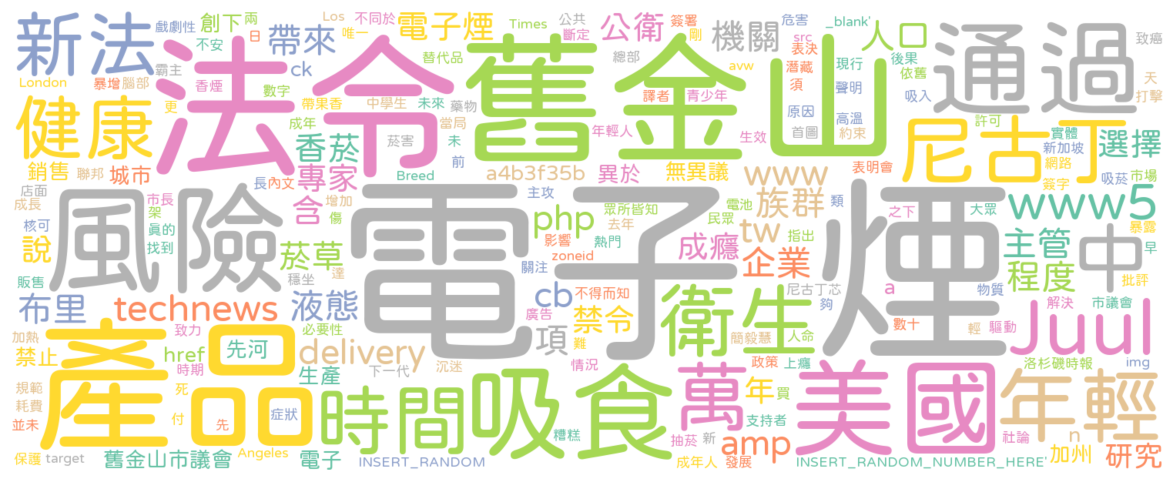 新法
戲劇性
創下
兩
日
Los
不同於
唯一
電子煙
Times
公共
斷定
公衛
簽署
剛
危害
src
_blank'
人口
致癌
不安
帶來
替代品
總部
機關
表決
潛藏
現行
後果
依舊
London
暴增
腦部
霸主
ck
法令
舊金山
avw
須
聲明
吸入
通過
天
打擊
健康
香煙
數字
帶果香
中學生
未來
藥物
譯者
青少年
原因
高溫
許可
更
成年
菸害
當局
年輕人
生效
首圖
約束
尼古丁
實體
新加坡
網路
選擇
銷售
聯邦
城市
香菸
未
前
a4b3f35b
異於
無異議
表明會
簽字
吸菸
市場
店面
成長
市長
架
長
內文
專家
Breed
主攻
www
類
www5
核可
真的
找到
含
增加
傷
php
眾所皆知
去年
電池
民眾
族群
之下
大眾
暴露
早
風險
電子煙
說
菸草
影響
zoneid
熱門
tw
指出
主管
中
販售
穩坐
達
關注
成癮
企業
尼古丁芯
夠
a
物質
程度
批評
布里
technews
液態
cb
不得而知
廣告
禁令
衛生
數十
輕
驅動
解決
市議會
Juul
加熱
禁止
致力
href
時期
先河
必要性
生產
delivery
下一代
沉迷
項
難
情況
簡毅慧
人命
政策
上癮
洛杉磯時報
img
規範
耗費
並未
產品
死
付
先
症狀
時間
吸食
萬
年
買
支持者
美國
年輕
保護
target
舊金山市議會
Angeles
電子
INSERT_RANDOM
糟糕
抽菸
新
成年人
amp
發展
INSERT_RANDOM_NUMBER_HERE'
社論
n
加州
研究